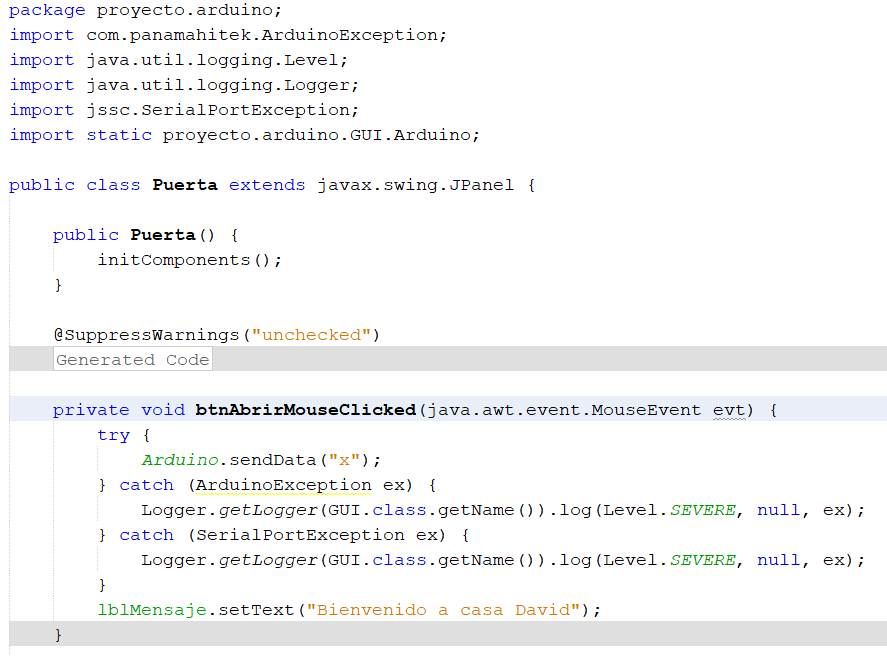 package proyecto.arduino;
import com.panamahitek.ArduinoException;
import java.util.logging.Level;
import java.util.logging.Logger;
import jssc.SerialPortException;
import static proyecto.arduino.GUI.Arduino;
public class Puerta extends javax.swing.JPanel {
public Puerta() {
initComponents();
}
@SuppressWarnings("unchecked")
Generated Code
private void btnAbrirMouseClicked(java.awt.event.MouseEvent evt) {
try {
Arduino.sendData("x");
} catch (ArduinoException ex) {
Logger.getLogger(GUI.class.getName()).log(Level.SEVERE, null, ex);
} catch (SerialPortException ex) {
Logger.getLogger(GUI.class.getName()).log(Level.SEVERE, null, ex);
}
lblMensaje.setText("Bienvenido a casa David");
}